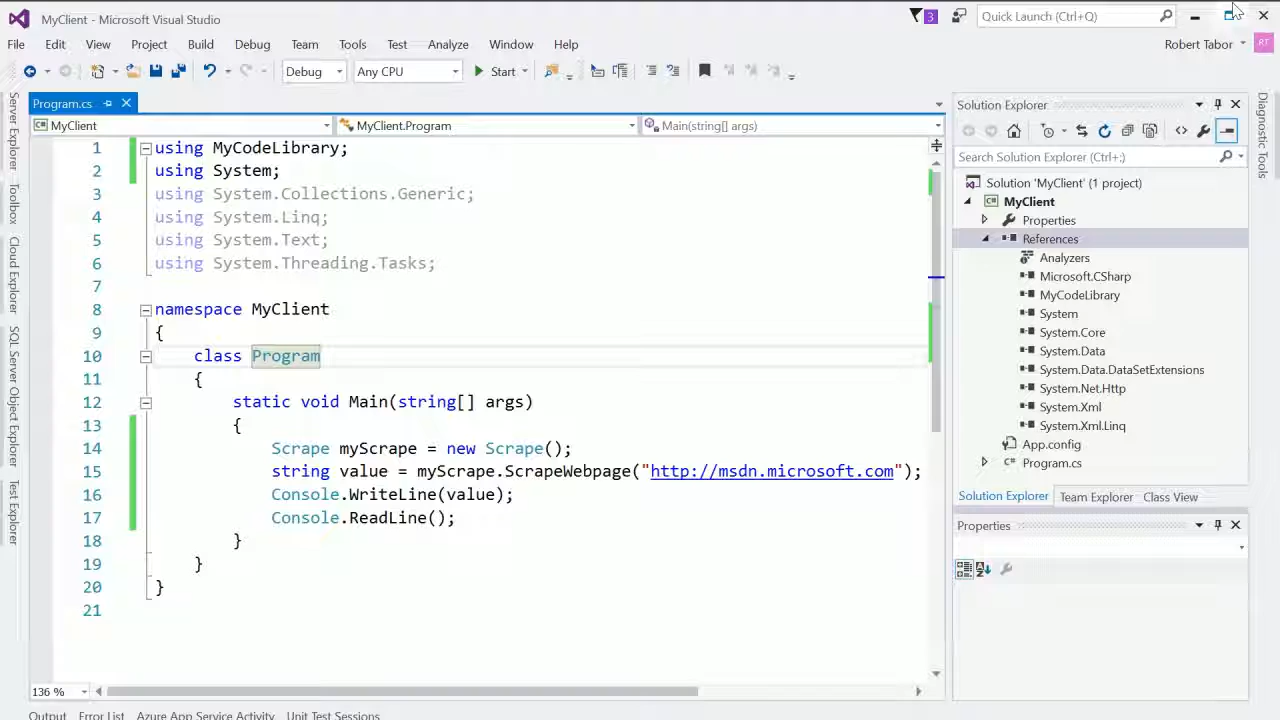 MyClient - Microsoft Visual Studio
3
Quick Launch (Ctrl+Q)
File Edit View Project Build Debug Team Tools Test Analyze Window Help
Robert Tabor
RT
Debug Any CPU Start
Server Explorer
Toolbox
Cloud Explorer
SQL Server Object Explorer
Test Explorer
Program.cs
MyClient MyClient.Program Main(string[] args)
1 using MyCodeLibrary;
2 using System;
3 using System.Collections.Generic;
4 using System.Linq;
5 using System.Text;
6 using System.Threading.Tasks;
7
8 namespace MyClient
9 {
10 class Program
11 {
12 static void Main(string[] args)
13 {
14 Scrape myScrape = new Scrape();
15 string value = myScrape.ScrapeWebpage("http://msdn.microsoft.com");
16 Console.WriteLine(value);
17 Console.ReadLine();
18 }
19 }
20 }
21
136 %
Output Error List Azure App Service Activity Unit Test Sessions
Solution Explorer
Search Solution Explorer (Ctrl+;)
Solution 'MyClient' (1 project)
MyClient
Properties
References
Analyzers
Microsoft.CSharp
MyCodeLibrary
System
System.Core
System.Data
System.Data.DataSetExtensions
System.Net.Http
System.Xml
System.Xml.Linq
App.config
C# Program.cs
Solution Explorer Team Explorer Class View
Properties
Diagnostic Tools